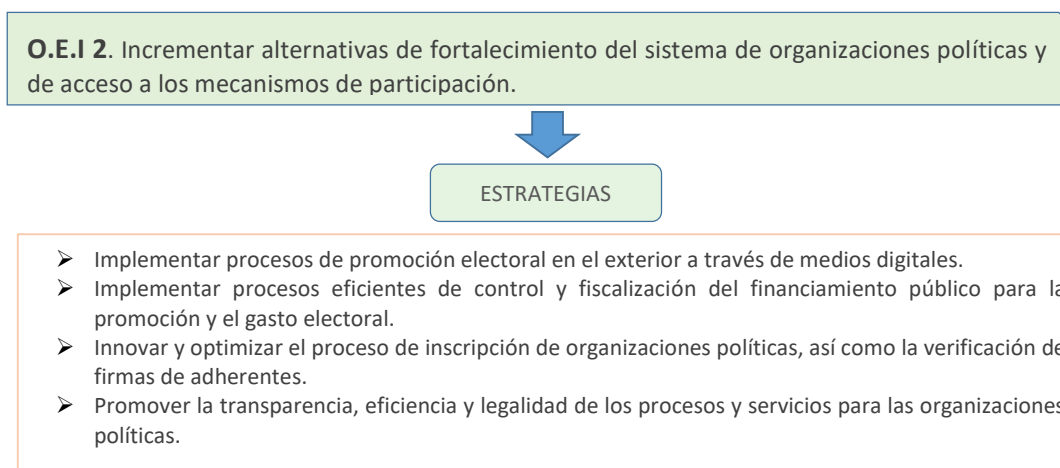 O.E.I 2. Incrementar alternativas de fortalecimiento del sistema de organizaciones políticas y
de acceso a los mecanismos de participación.
ESTRATEGIAS
➢ Implementar procesos de promoción electoral en el exterior a través de medios digitales.
➢ Implementar procesos eficientes de control y fiscalización del financiamiento público para la
promoción y el gasto electoral.
➢ Innovar y optimizar el proceso de inscripción de organizaciones políticas, así como la verificación de
firmas de adherentes.
➢ Promover la transparencia, eficiencia y legalidad de los procesos y servicios para las organizaciones
políticas.